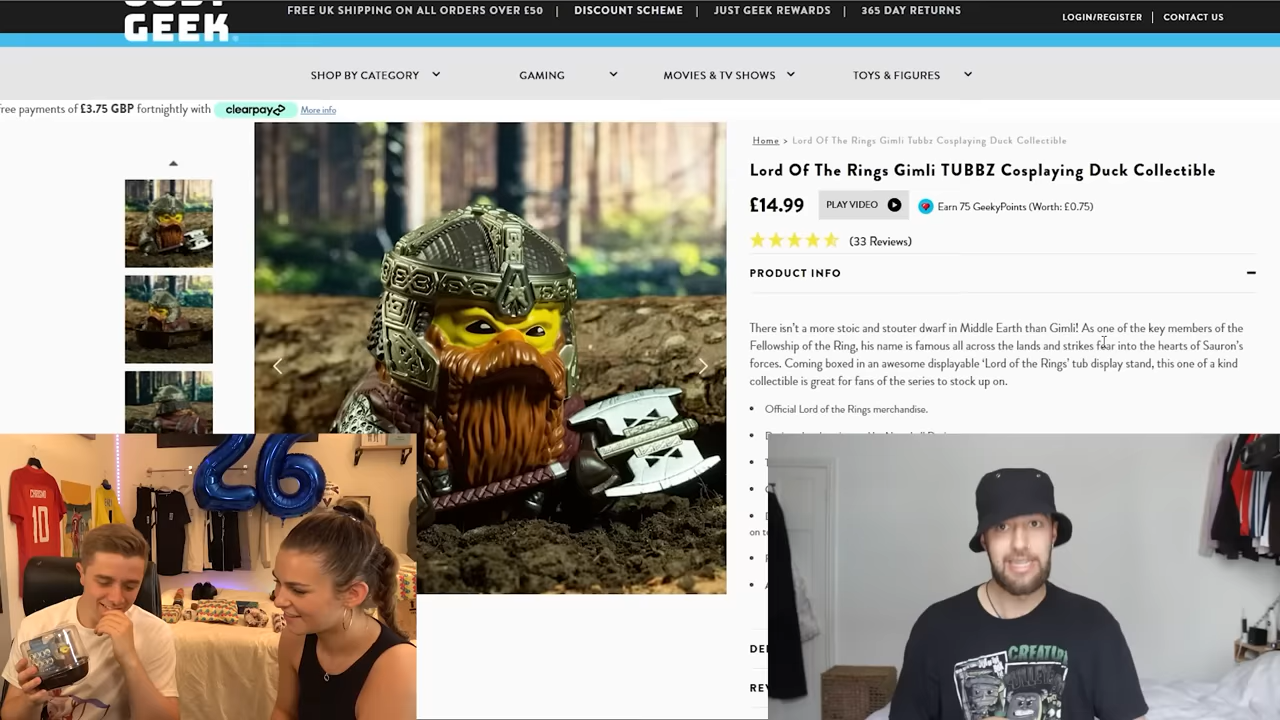 JUST
GEEK
FREE UK SHIPPING ON ALL ORDERS OVER £50 | DISCOUNT SCHEME | JUST GEEK REWARDS | 365 DAY RETURNS
LOGIN/REGISTER | CONTACT US
SHOP BY CATEGORY
GAMING
MOVIES & TV SHOWS
TOYS & FIGURES
free payments of £3.75 GBP fortnightly with clearpay More info
Home > Lord Of The Rings Gimli Tubbz Cosplaying Duck Collectible
Lord Of The Rings Gimli TUBBZ Cosplaying Duck Collectible
£14.99 PLAY VIDEO Earn 75 GeekyPoints (Worth: £0.75)
(33 Reviews)
PRODUCT INFO
There isn't a more stoic and stouter dwarf in Middle Earth than Gimli! As one of the key members of the
Fellowship of the Ring, his name is famous all across the lands and strikes fear into the hearts of Sauron's
forces. Coming boxed in an awesome displayable 'Lord of the Rings' tub display stand, this one of a kind
collectible is great for fans of the series to stock up on.
• Official Lord of the Rings merchandise.
26
10